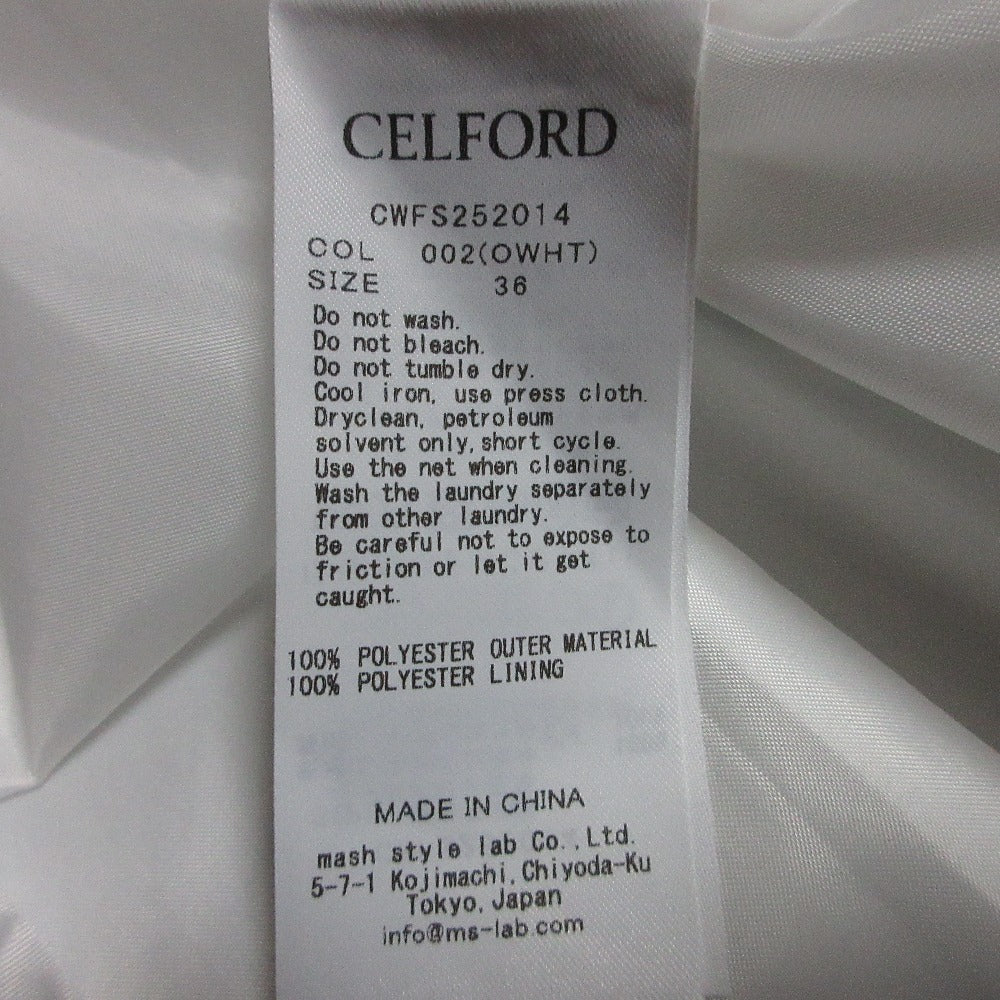 CELFORD
CWFS252014
COL 002(OWHT)
SIZE 36
Do not wash.
Do not bleach.
Do not tumble dry.
Cool iron, use press cloth.
Dryclean, petroleum
solvent only, short cycle.
Use the net when cleaning.
Wash the laundry separately
from other laundry.
Be careful not to expose to
friction or let it get
caught.
100% POLYESTER OUTER MATERIAL
100% POLYESTER LINING
MADE IN CHINA
mash style lab Co.,Ltd.
5-7-1 Kojimachi, Chiyoda-Ku
Tokyo, Japan
info@ms-lab.com